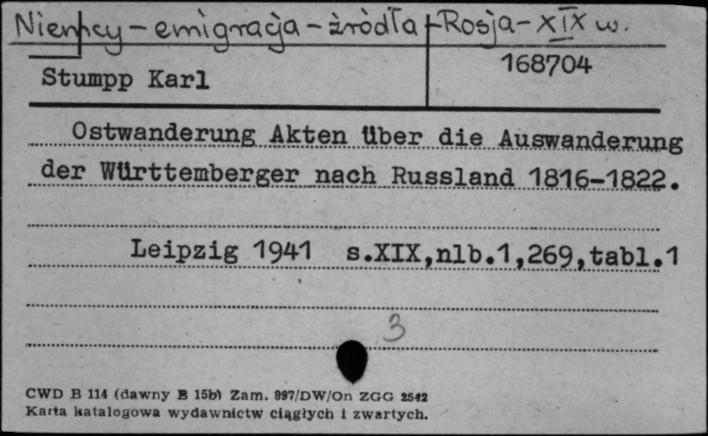 Niemcy - emigracja - źródła - Rosja - XIX w.
168704
Stumpp Karl
Ostwanderung Akten über die Auswanderung
der Württemberger nach Russland 1816-1822.
Leipzig 1941 s.XIX,nlb.1,269,tabl.1
3
CWD B 114 (dawny B 15b) Zam. 897/DW/On ZGG 2542
Karta katalogowa wydawnictw ciągłych i zwartych.